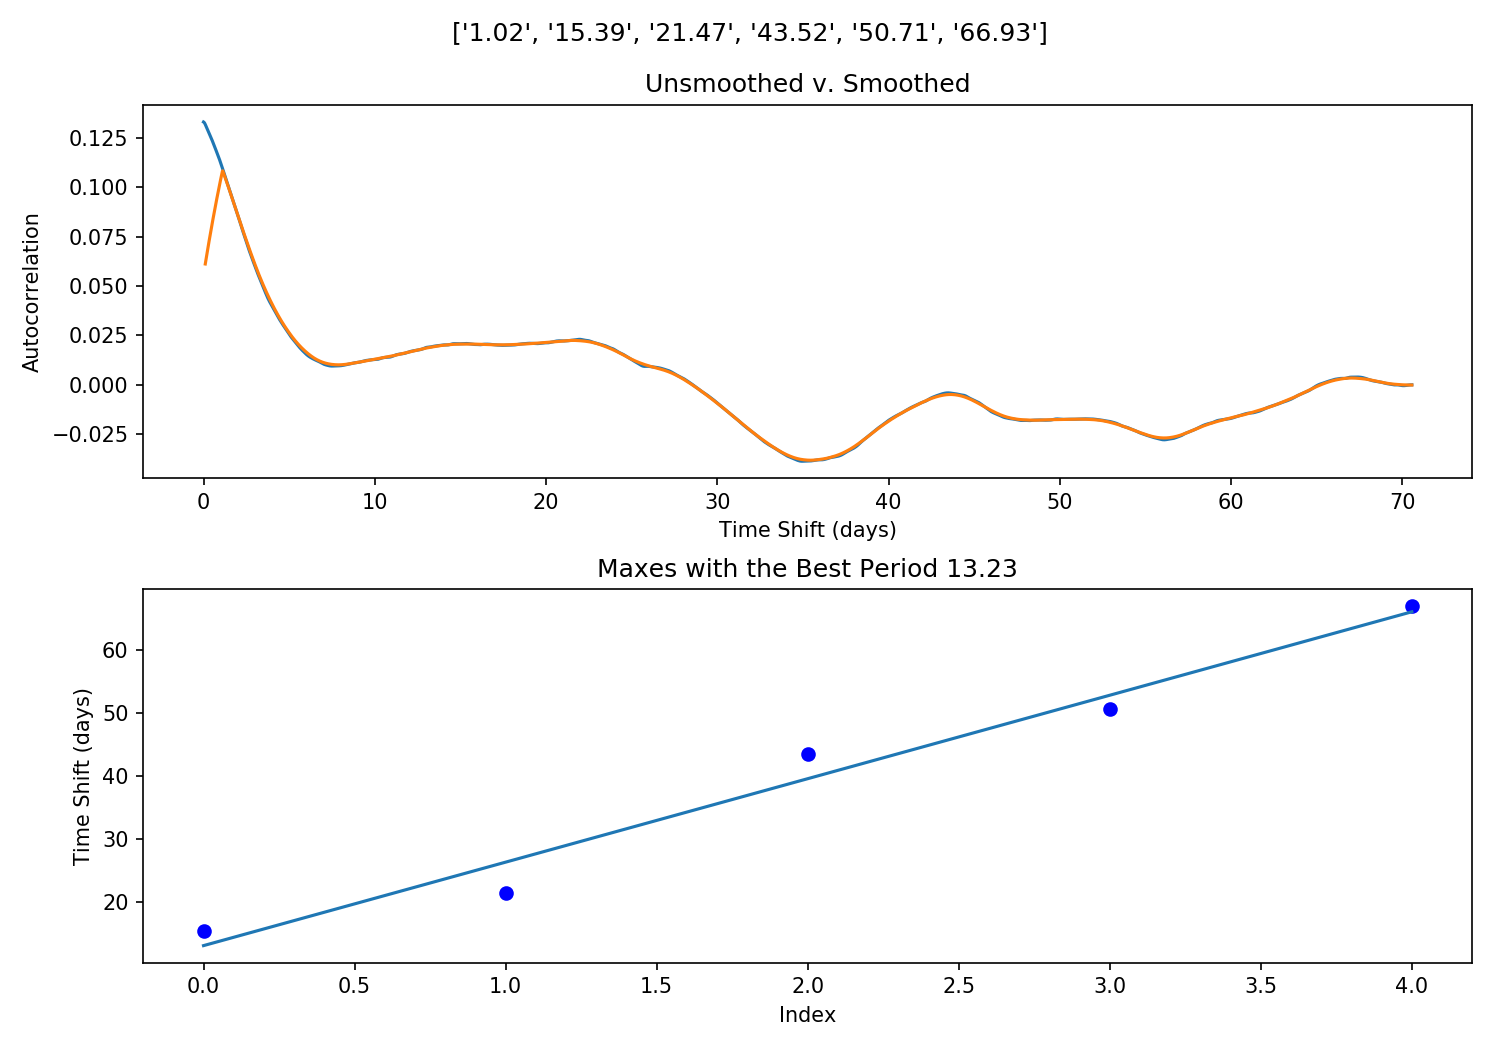 ['1.02', '15.39', '21.47', '43.52', '50.71', '66.93']
Unsmoothed v. Smoothed
0.125
0.100
0.075
0.050
0.025
0.000
−0.025
Autocorrelation
0 10 20 30 40 50 60 70
Time Shift (days)
Maxes with the Best Period 13.23
60
50
40
30
20
Time Shift (days)
0.0 0.5 1.0 1.5 2.0 2.5 3.0 3.5 4.0
Index